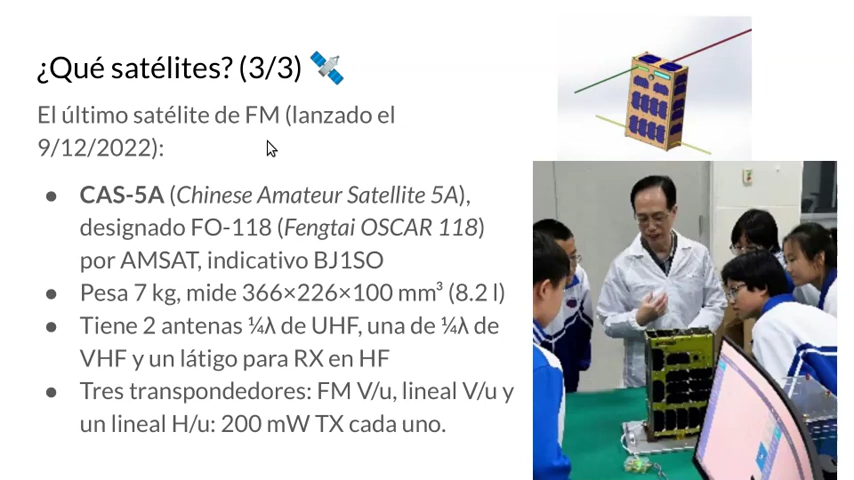 ¿Qué satélites? (3/3) 🛰️
El último satélite de FM (lanzado el
9/12/2022):
● CAS-5A (Chinese Amateur Satellite 5A),
designado FO-118 (Fengtai OSCAR 118)
por AMSAT, indicativo BJ1SO
● Pesa 7 kg, mide 366×226×100 mm³ (8.2 l)
● Tiene 2 antenas ¼λ de UHF, una de ¼λ de
VHF y un látigo para RX en HF
● Tres transpondedores: FM V/u, lineal V/u y
un lineal H/u: 200 mW TX cada uno.